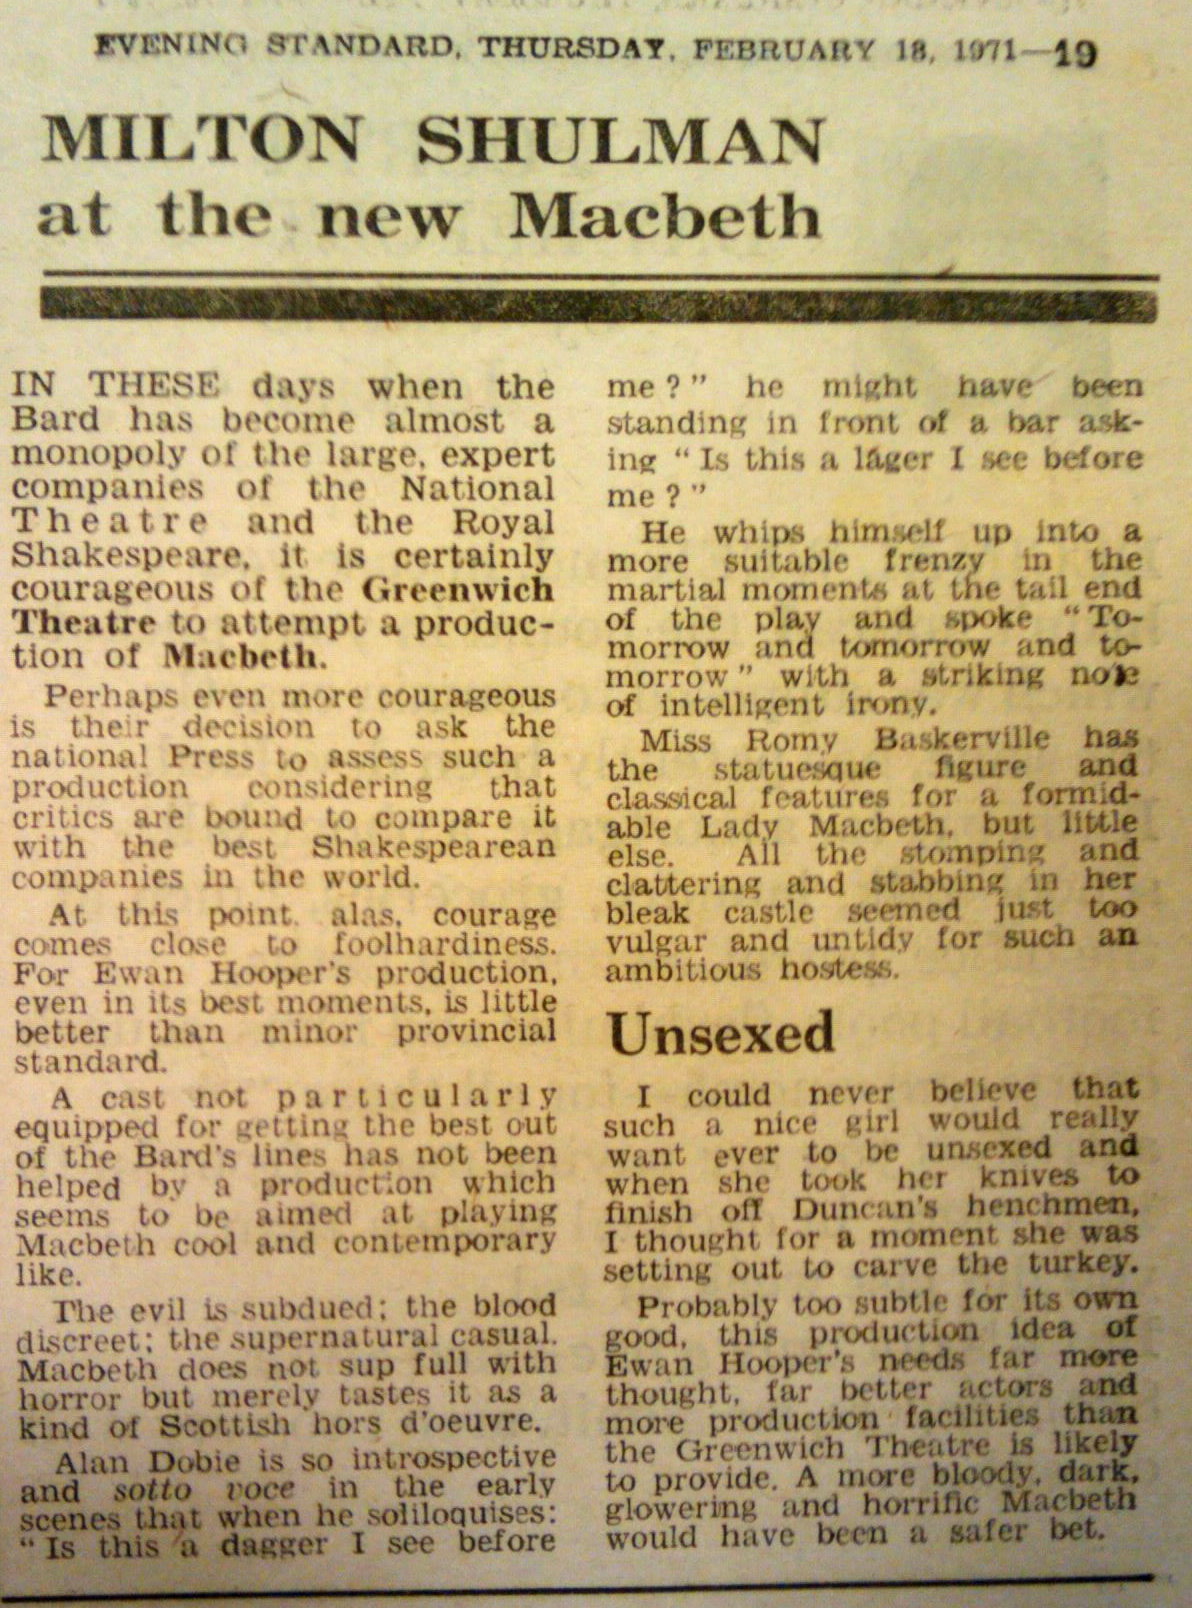 EVENING STANDARD, THURSDAY, FEBRUARY 18, 1971—19
MILTON SHULMAN
at the new Macbeth
IN THESE days when the
Bard has become almost a
monopoly of the large, expert
companies of the National
Theatre and the Royal
Shakespeare, it is certainly
courageous of the Greenwich
Theatre to attempt a produc-
tion of Macbeth.
Perhaps even more courageous
is their decision to ask the
national Press to assess such a
production considering that
critics are bound to compare it
with the best Shakespearean
companies in the world.
At this point, alas, courage
comes close to foolhardiness.
For Ewan Hooper's production,
even in its best moments, is little
better than minor provincial
standard.
A cast not particularly
equipped for getting the best out
of the Bard's lines has not been
helped by a production which
seems to be aimed at playing
Macbeth cool and contemporary
like.
The evil is subdued; the blood
discreet; the supernatural casual.
Macbeth does not sup full with
horror but merely tastes it as a
kind of Scottish hors d'oeuvre.
Alan Dobie is so introspective
and sotto voce in the early
scenes that when he soliloquises:
"Is this a dagger I see before
me?" he might have been
standing in front of a bar ask-
ing "Is this a lager I see before
me?"
He whips himself up into a
more suitable frenzy in the
martial moments at the tail end
of the play and spoke "To-
morrow and tomorrow and to-
morrow" with a striking note
of intelligent irony.
Miss Romy Baskerville has
the statuesque figure and
classical features for a formid-
able Lady Macbeth, but little
else. All the stomping and
clattering and stabbing in her
bleak castle seemed just too
vulgar and untidy for such an
ambitious hostess.
Unsexed
I could never believe that
such a nice girl would really
want ever to be unsexed and
when she took her knives to
finish off Duncan's henchmen,
I thought for a moment she was
setting out to carve the turkey.
Probably too subtle for its own
good, this production idea of
Ewan Hooper's needs far more
thought, far better actors and
more production facilities than
the Greenwich Theatre is likely
to provide. A more bloody, dark,
glowering and horrific Macbeth
would have been a safer bet.